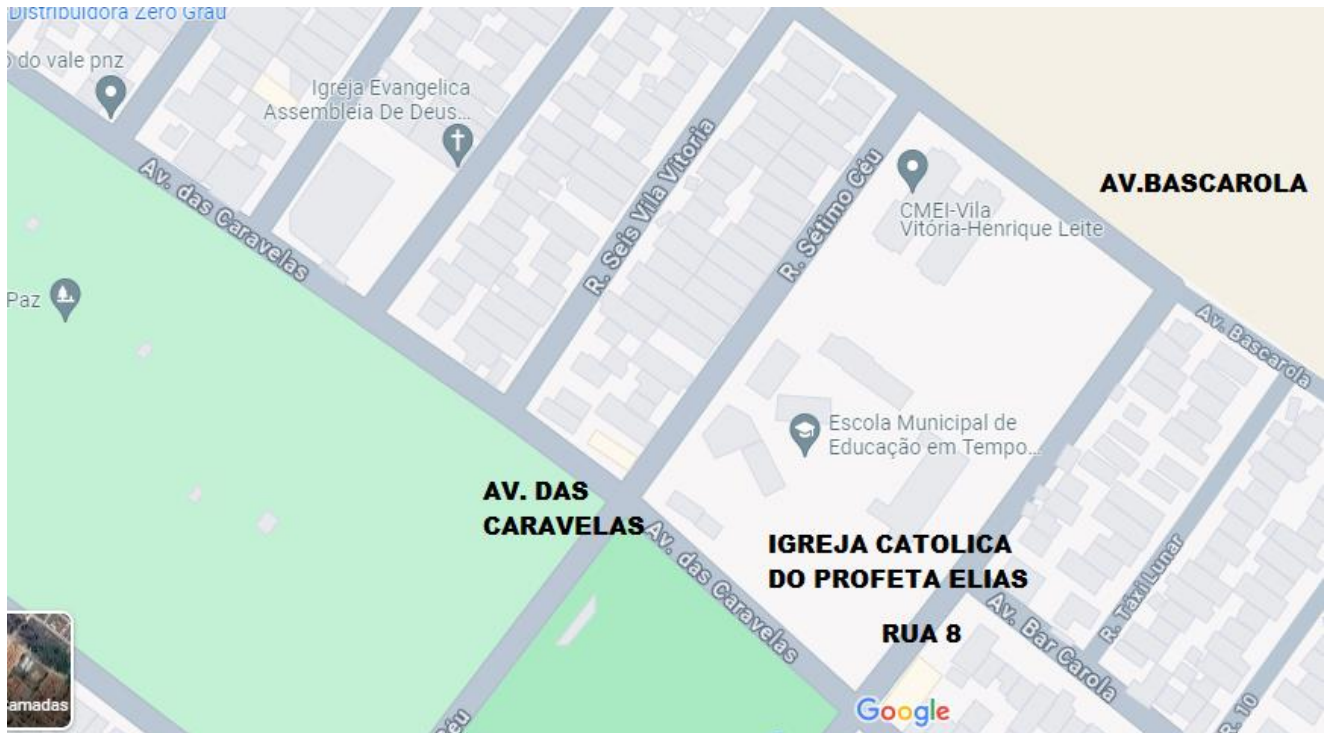 Distribuidora Zero Grau
do vale pnz
Igreja Evangelica
Assembleia De Deus...
Av. das Caravelas
R. Seis Vila Vitoria
R. Sétimo Céu
CMEI-Vila
Vitória-Henrique Leite
AV.BASCAROLA
Paz
Av. Bascarola
Escola Municipal de
Educação em Tempo...
AV. DAS
CARAVELAS
Av. das Caravelas
IGREJA CATOLICA
DO PROFETA ELIAS
RUA 8
Av. Bar Carola
R. Táxi Lunar
R. 10
Google
amadas
Céu